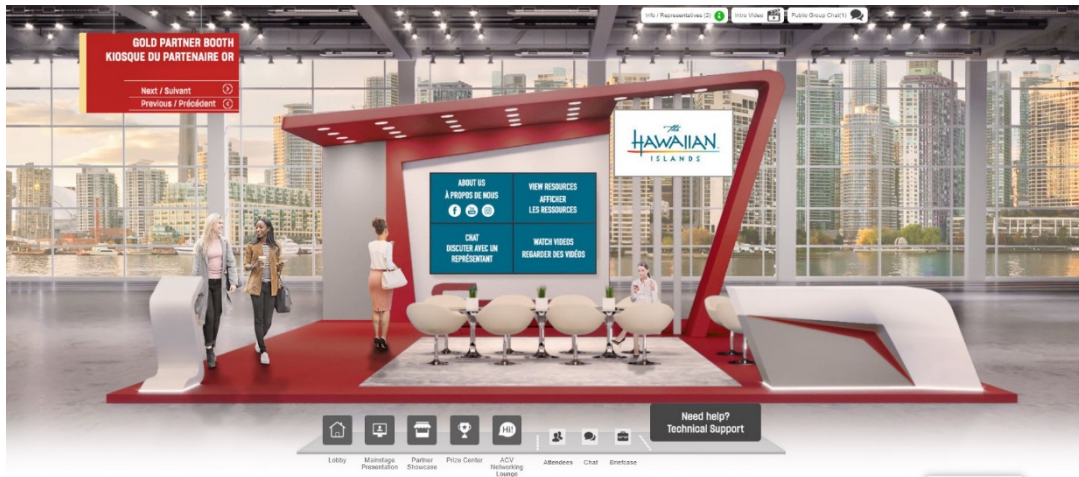 Info / Representatives (2)
Intro Video
Public Group Chat(1)
GOLD PARTNER BOOTH
KIOSQUE DU PARTENAIRE OR
Next / Suivant
Previous / Précédent
The
HAWAIIAN
ISLANDS
ABOUT US
À PROPOS DE NOUS
VIEW RESOURCES
AFFICHER
LES RESSOURCES
CHAT
DISCUTER AVEC UN
REPRÉSENTANT
WATCH VIDEOS
REGARDER DES VIDÉOS
Need help?
Technical Support
Hi!
Lobby
Mainstage
Presentation
Partner
Showcase
Prize Center
ACV
Networking
Lounge
Attendees
Chat
Briefcase